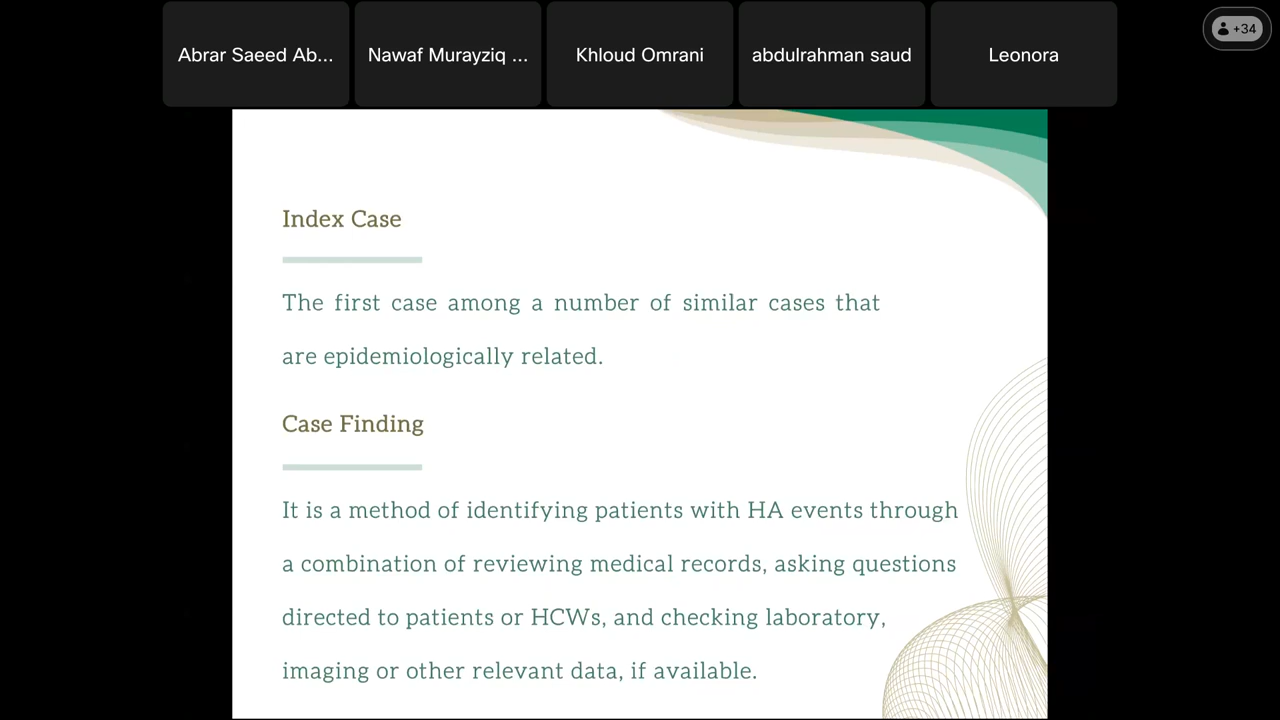 Abrar Saeed Ab...
Nawaf Murayziq ...
Khloud Omrani
abdulrahman saud
Leonora
+34
Index Case
The first case among a number of similar cases that
are epidemiologically related.
Case Finding
It is a method of identifying patients with HA events through
a combination of reviewing medical records, asking questions
directed to patients or HCWs, and checking laboratory,
imaging or other relevant data, if available.